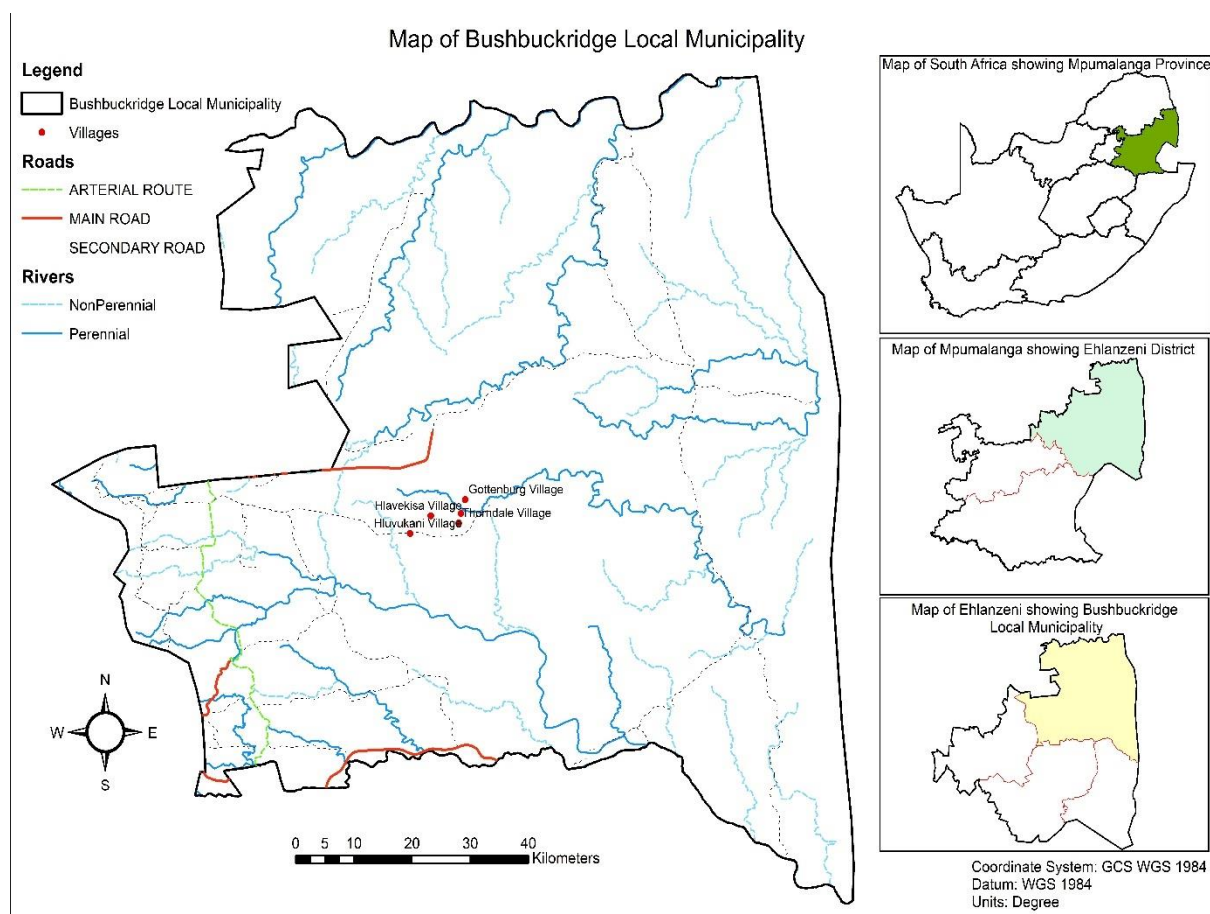 Map of Bushbuckridge Local Municipality
Legend
Bushbuckridge Local Municipality
Villages
Roads
ARTERIAL ROUTE
MAIN ROAD
SECONDARY ROAD
Rivers
NonPerennial
Perennial
Gottenburg Village
Hlavekisa Village
Thorndale Village
Hluvukani Village
N
W
E
S
0 5 10 20 30 40
Kilometers
Map of South Africa showing Mpumalanga Province
Map of Mpumalanga showing Ehlanzeni District
Map of Ehlanzeni showing Bushbuckridge
Local Municipality
Coordinate System: GCS WGS 1984
Datum: WGS 1984
Units: Degree